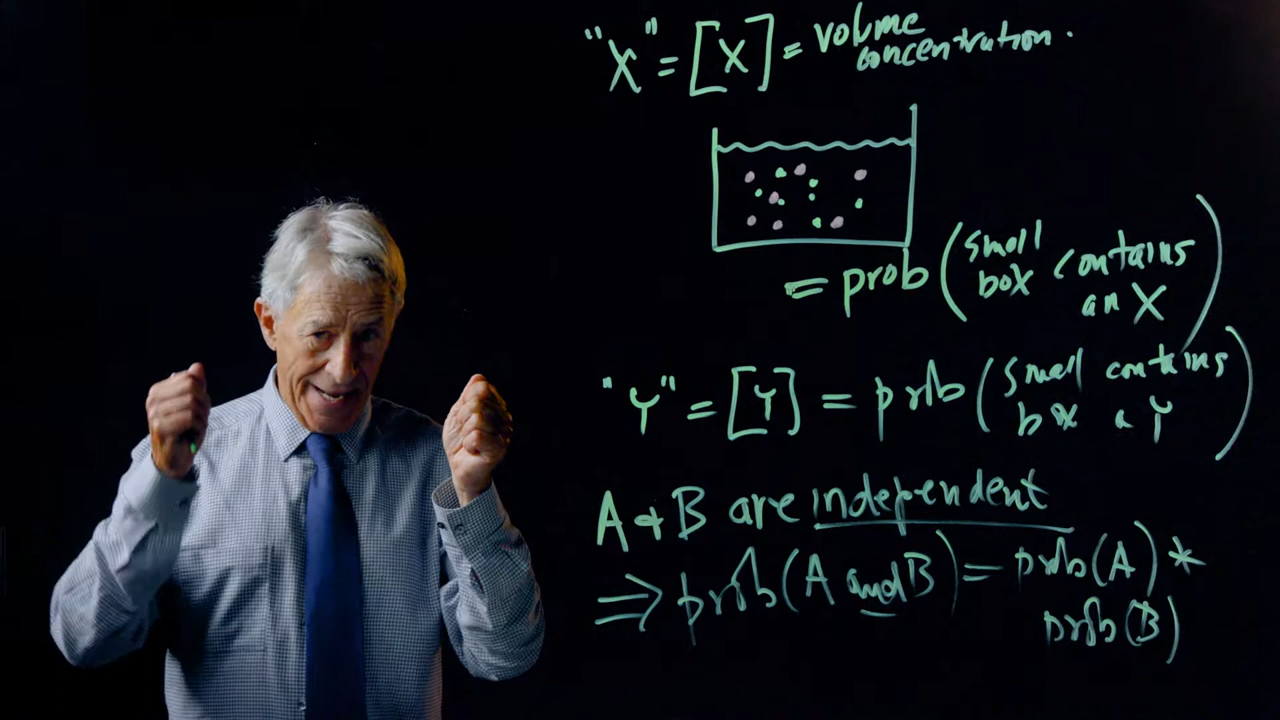 "X" = [X] = volume
concentration.
= prob (small
box contains
an X)
"Y" = [Y] = prob (small contains
box a Y)
A & B are independent
⇒ prob (A and B) = prob (A) *
prob (B)